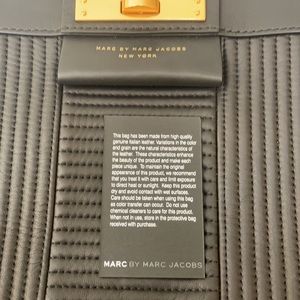 MARC BY MARC JACOBS
NEW YORK
This bag has been made from high quality
genuine Italian leather. Variations in the color
and grain are the natural characteristics of
the leather. These characteristics enhance
the beauty of the product and make each
piece unique. To maintain the original
appearance of this product, we recommend
that you treat it with care and limit exposure
to direct heat or sunlight. Keep this product
dry and avoid contact with wet surfaces.
Care should be taken when using this bag
as color transfer can occur. Do not use
chemical cleaners to care for this product.
When not in use, store in the protective bag
received with purchase.
MARC BY MARC JACOBS